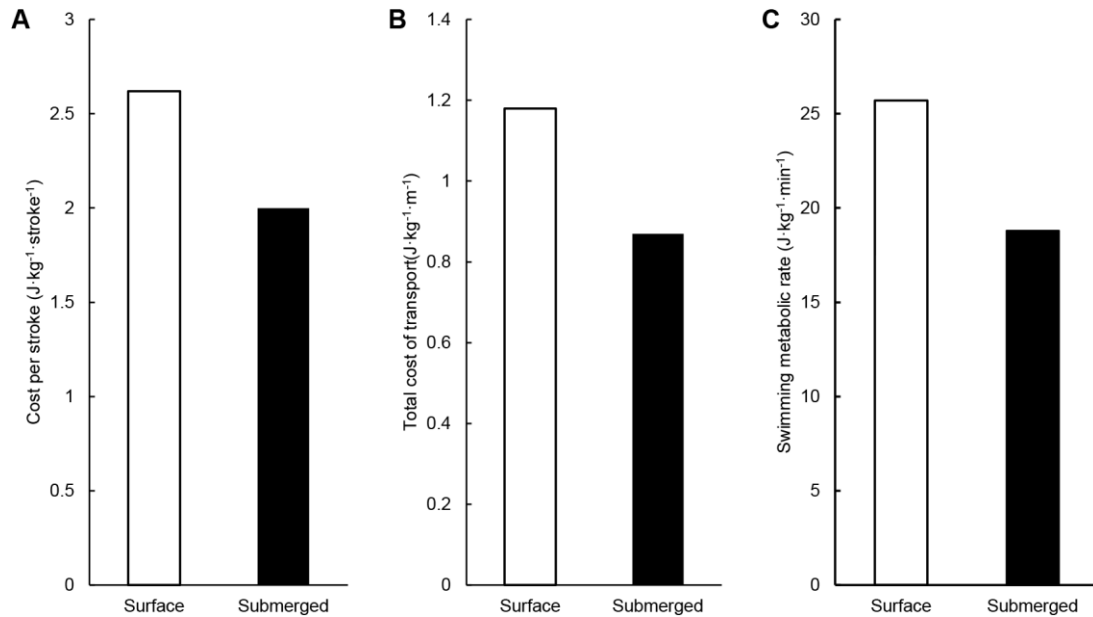 A
Cost per stroke (J·kg⁻¹·stroke⁻¹)
3
2.5
2
1.5
1
0.5
0
Surface Submerged
B
Total cost of transport(J·kg⁻¹·m⁻¹)
1.4
1.2
1
0.8
0.6
0.4
0.2
0
Surface Submerged
C
Swimming metabolic rate (J·kg⁻¹·min⁻¹)
30
25
20
15
10
5
0
Surface Submerged